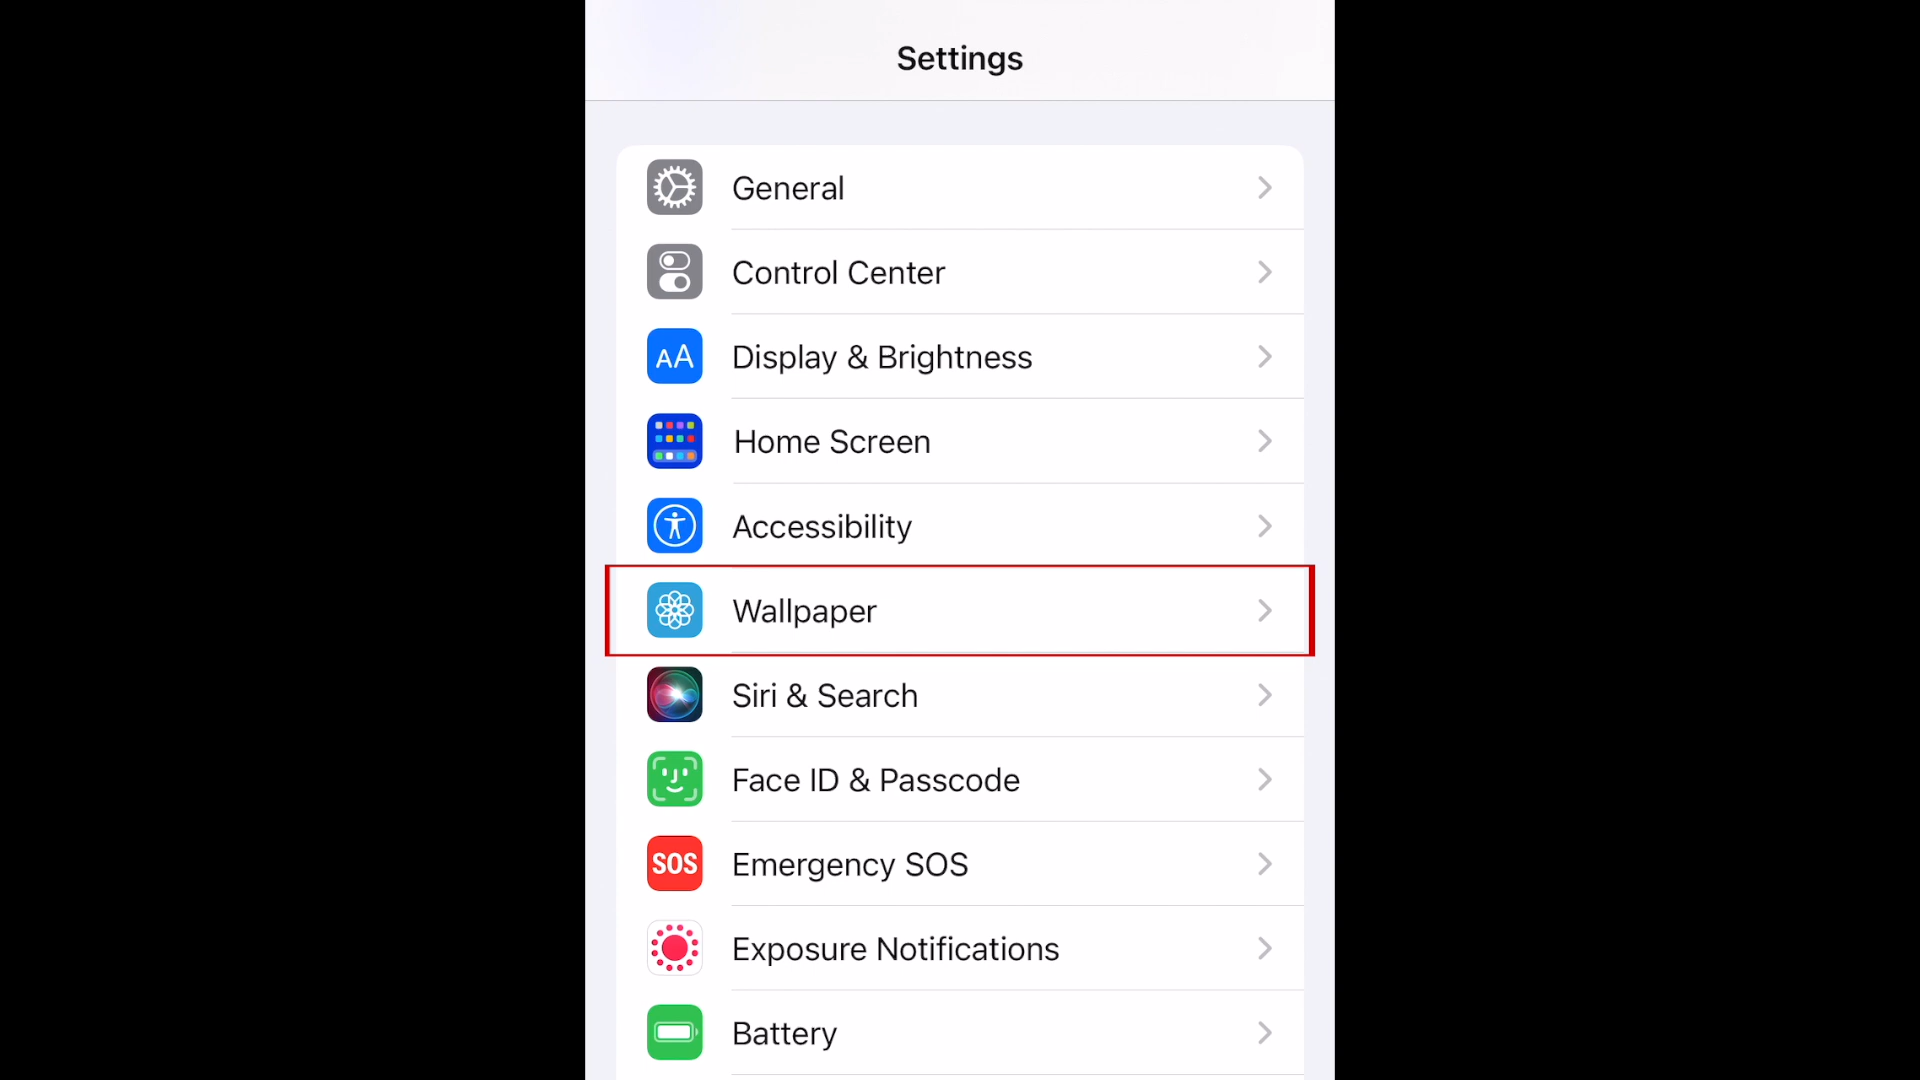 Settings
General
Control Center
AA Display & Brightness
Home Screen
Accessibility
Wallpaper
Siri & Search
Face ID & Passcode
SOS Emergency SOS
Exposure Notifications
Battery